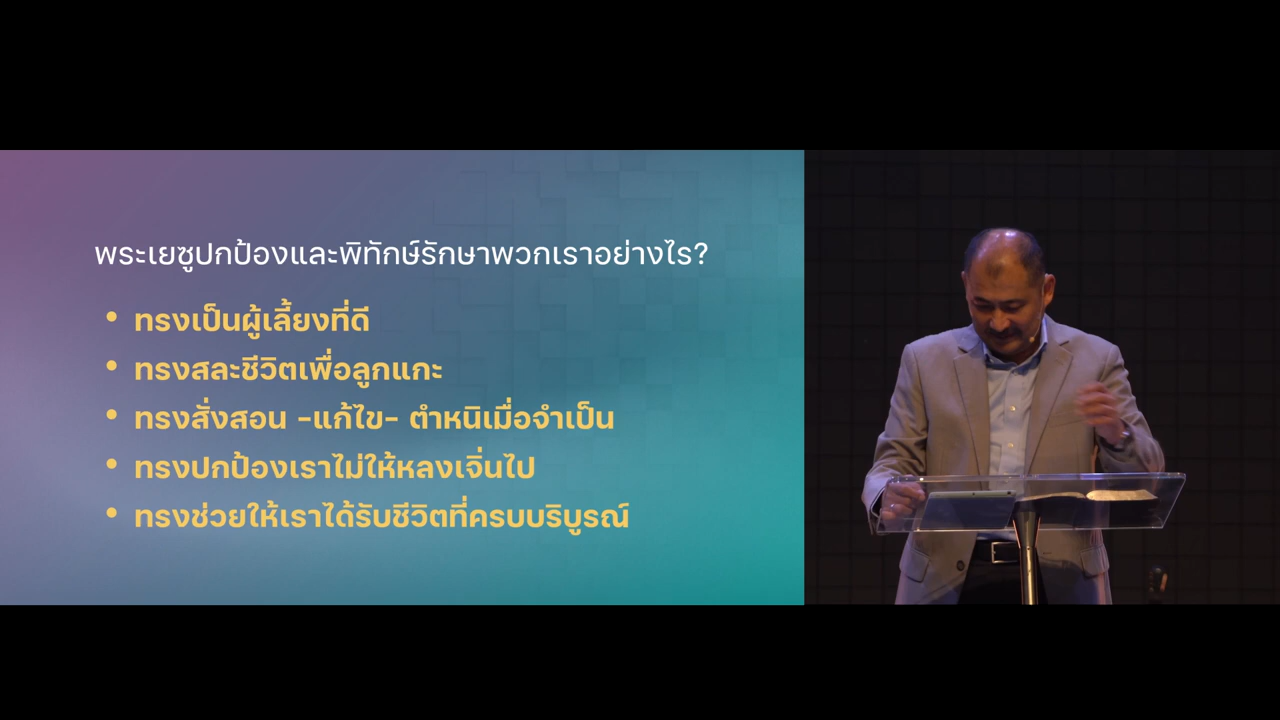 พระเยซูปกป้องและพิทักษ์รักษาพวกเราอย่างไร?
• ทรงเป็นผู้เลี้ยงที่ดี
• ทรงสละชีวิตเพื่อลูกแกะ
• ทรงสั่งสอน -แก้ไข- ตำหนิเมื่อจำเป็น
• ทรงปกป้องเราไม่ให้หลงเจิ่นไป
• ทรงช่วยให้เราได้รับชีวิตที่ครบบริบูรณ์